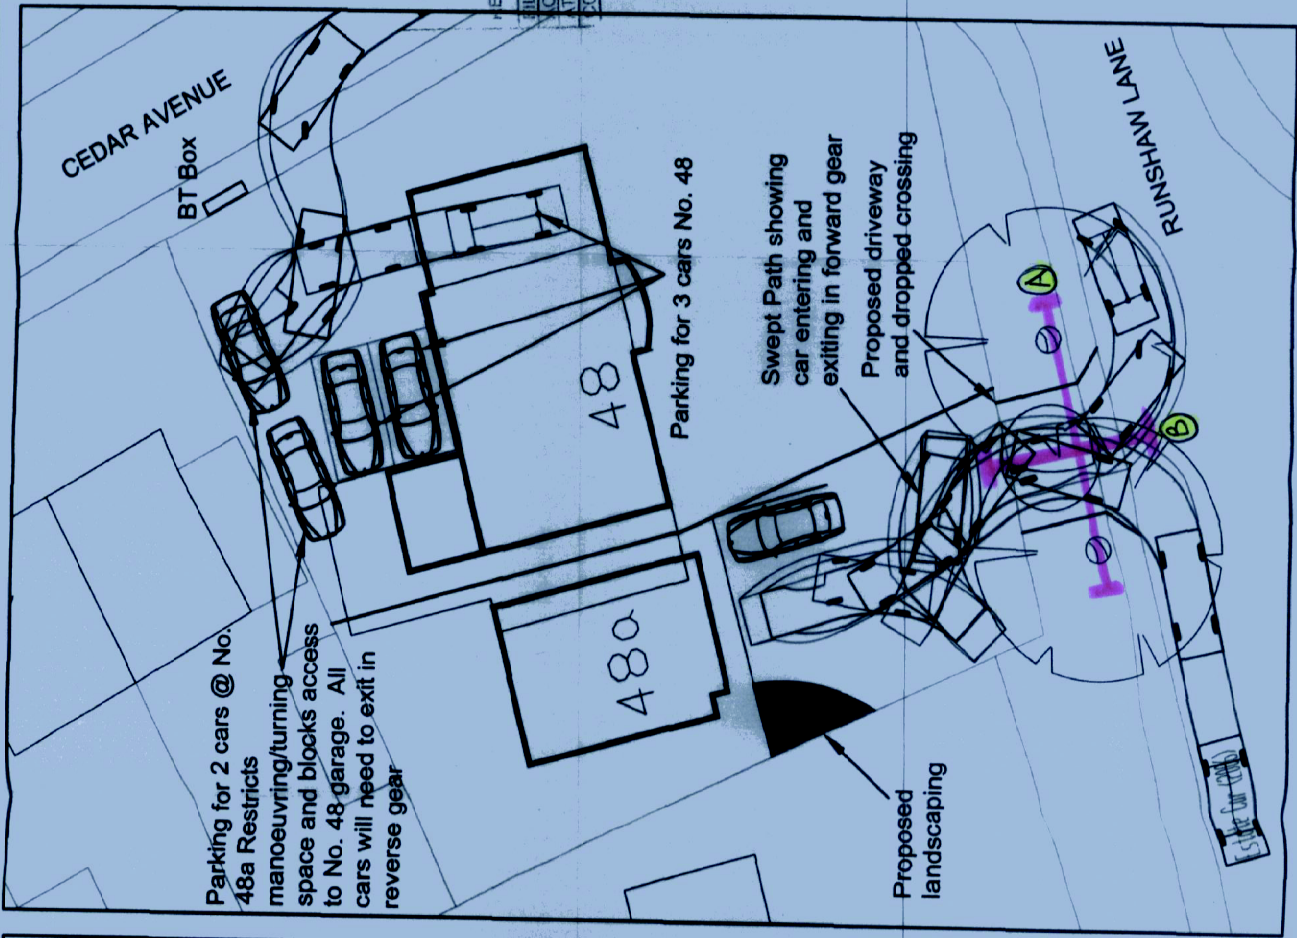 CEDAR AVENUE
BT Box
Parking for 3 cars No. 48
48
48a
Swept Path showing
car entering and
exiting in forward gear
Proposed driveway
and dropped crossing
RUNSHAW LANE
A
B
Parking for 2 cars @ No.
48a Restricts
manoeuvring/turning
space and blocks access
to No. 48 garage. All
cars will need to exit in
reverse gear
Proposed
landscaping
Estate Car